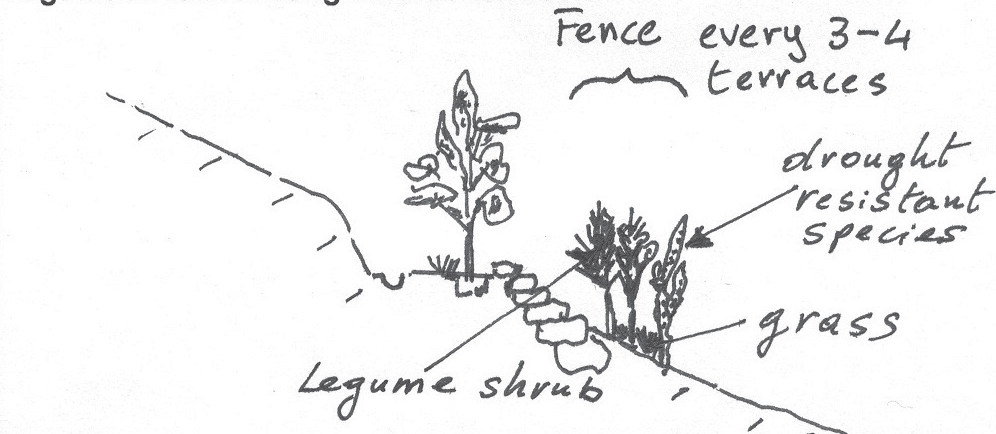 Fence every 3-4
terraces
drought
resistant
species
grass
Legume shrub